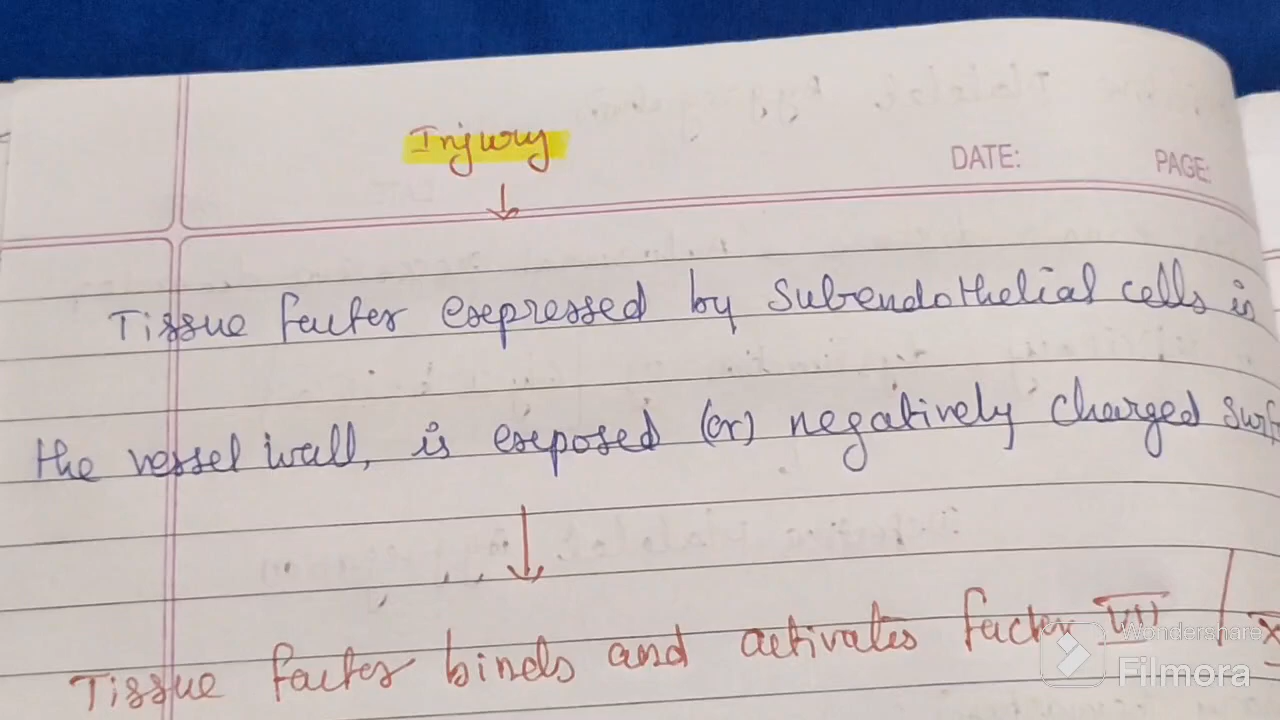 Injury
DATE:
PAGE:
↓
Tissue factor expressed by subendothelial cells in
the vessel wall, is exposed (or) negatively charged
↓
Tissue factor binds and activates factor VII /
Wondershare
Filmora